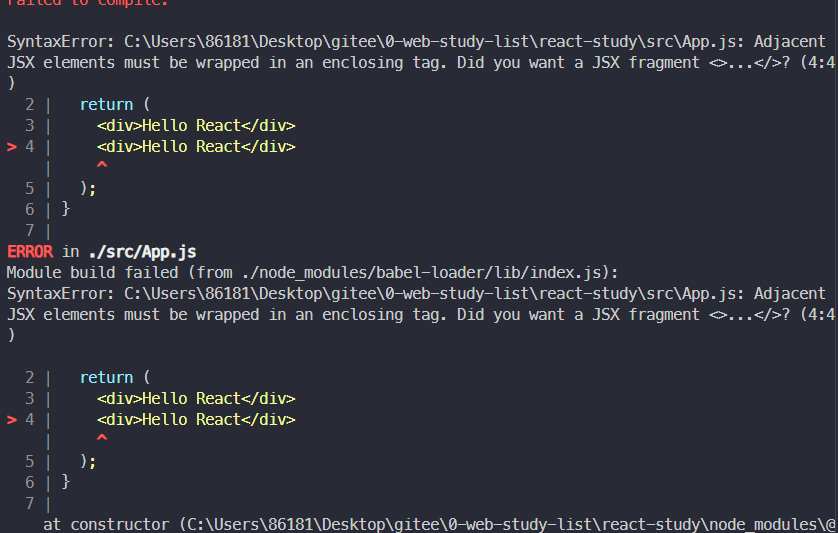 Failed to compile.
SyntaxError: C:\Users\86181\Desktop\gitee\0-web-study-list\react-study\src\App.js: Adjacent
JSX elements must be wrapped in an enclosing tag. Did you want a JSX fragment <>...</>? (4:4
)
  2 |   return (
  3 |     <div>Hello React</div>
> 4 |     <div>Hello React</div>
    |     ^
  5 |   );
  6 | }
  7 |
ERROR in ./src/App.js
Module build failed (from ./node_modules/babel-loader/lib/index.js):
SyntaxError: C:\Users\86181\Desktop\gitee\0-web-study-list\react-study\src\App.js: Adjacent
JSX elements must be wrapped in an enclosing tag. Did you want a JSX fragment <>...</>? (4:4
)
  2 |   return (
  3 |     <div>Hello React</div>
> 4 |     <div>Hello React</div>
    |     ^
  5 |   );
  6 | }
  7 |
    at constructor (C:\Users\86181\Desktop\gitee\0-web-study-list\react-study\node_modules\@